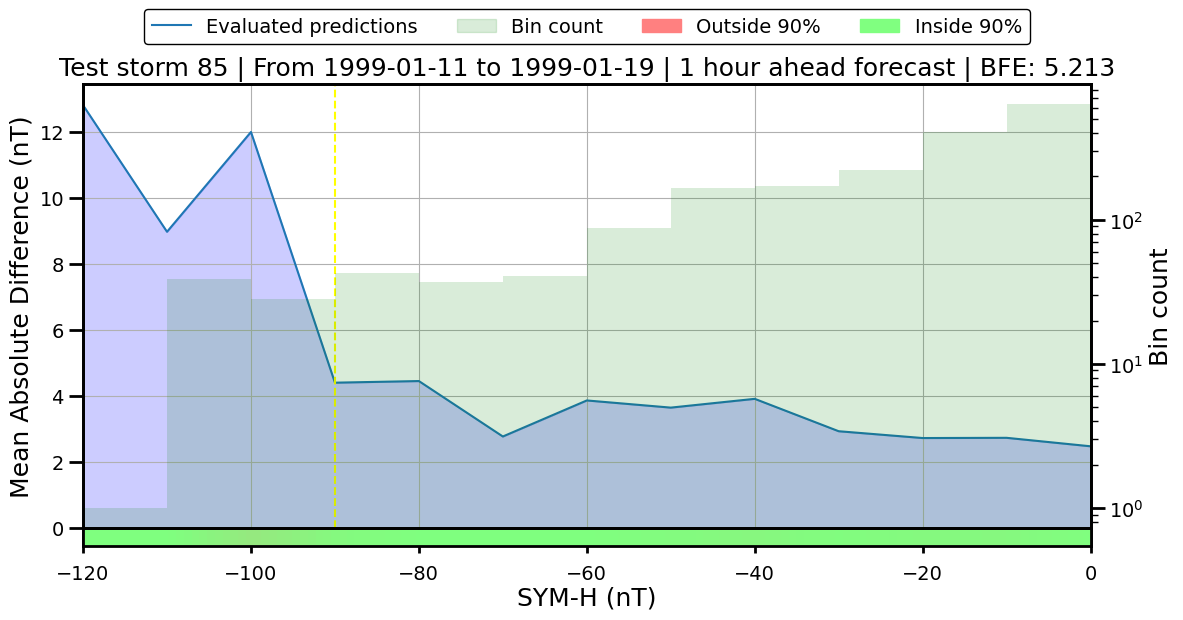 Evaluated predictions Bin count Outside 90% Inside 90%
Test storm 85 | From 1999-01-11 to 1999-01-19 | 1 hour ahead forecast | BFE: 5.213
Mean Absolute Difference (nT)
12
10
8
6
4
2
0
10²
10¹
10⁰
Bin count
−120 −100 −80 −60 −40 −20 0
SYM-H (nT)